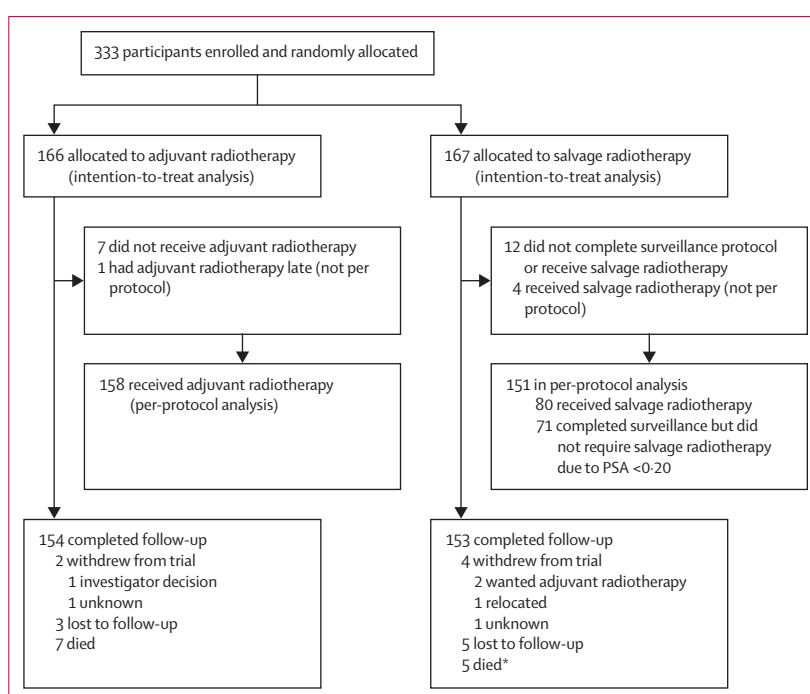 333 participants enrolled and randomly allocated
166 allocated to adjuvant radiotherapy
(intention-to-treat analysis)
167 allocated to salvage radiotherapy
(intention-to-treat analysis)
7 did not receive adjuvant radiotherapy
1 had adjuvant radiotherapy late (not per
protocol)
12 did not complete surveillance protocol
or receive salvage radiotherapy
4 received salvage radiotherapy (not per
protocol)
158 received adjuvant radiotherapy
(per-protocol analysis)
151 in per-protocol analysis
80 received salvage radiotherapy
71 completed surveillance but did
not require salvage radiotherapy
due to PSA <0·20
154 completed follow-up
2 withdrew from trial
1 investigator decision
1 unknown
3 lost to follow-up
7 died
153 completed follow-up
4 withdrew from trial
2 wanted adjuvant radiotherapy
1 relocated
1 unknown
5 lost to follow-up
5 died*